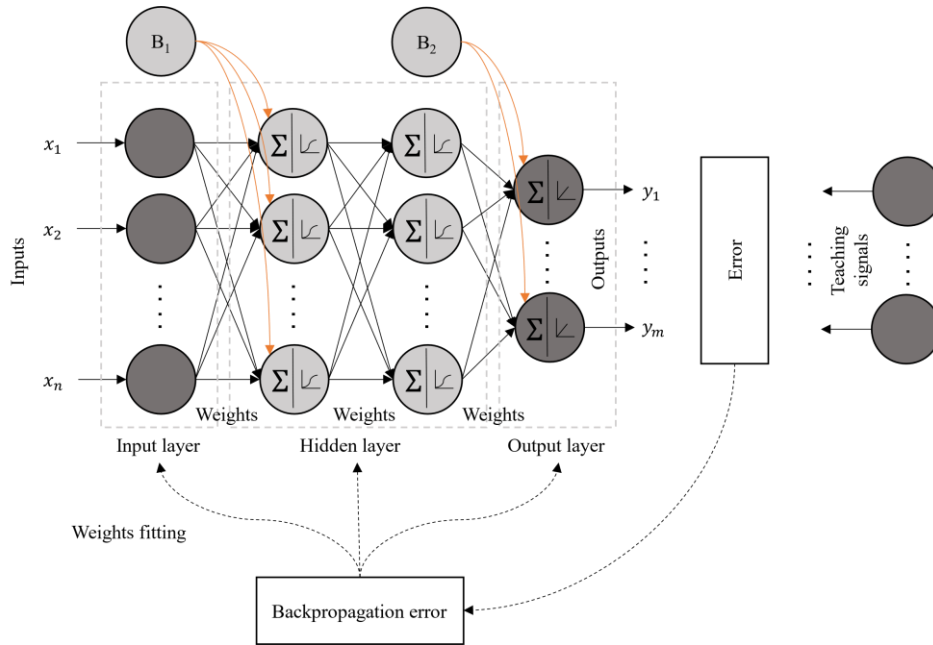 B₁
B₂
x₁
x₂
xₙ
Inputs
Σ
Σ
Σ
Σ
Σ
Σ
Σ
Σ
y₁
yₘ
Outputs
Error
Teaching
signals
Weights
Weights
Weights
Input layer
Hidden layer
Output layer
Weights fitting
Backpropagation error